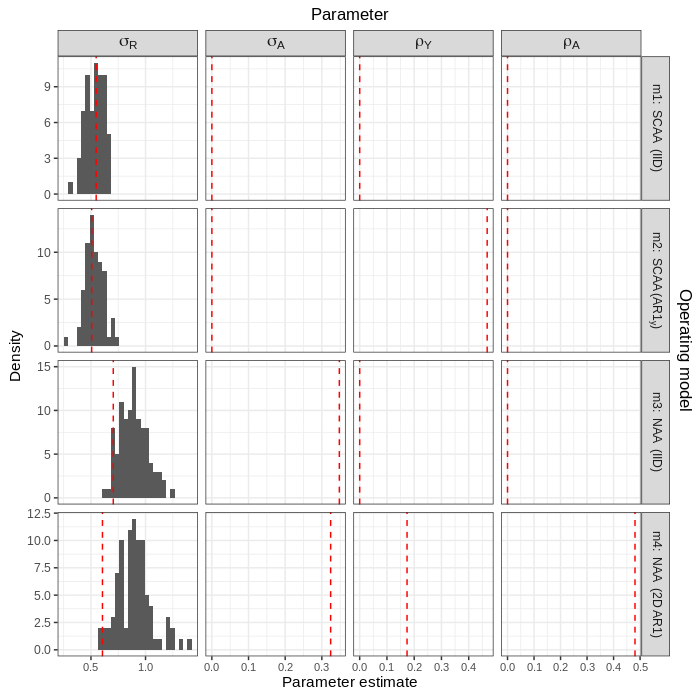 Parameter
σR σA ρY ρA
9
6
3
0
m1: SCAA (IID)
10
5
0
m2: SCAA (AR1y)
15
10
5
0
m3: NAA (IID)
12.5
10.0
7.5
5.0
2.5
0.0
m4: NAA (2D AR1)
Density
Operating model
0.5 1.0 0.0 0.1 0.2 0.3 0.0 0.1 0.2 0.3 0.4 0.0 0.1 0.2 0.3 0.4 0.5
Parameter estimate